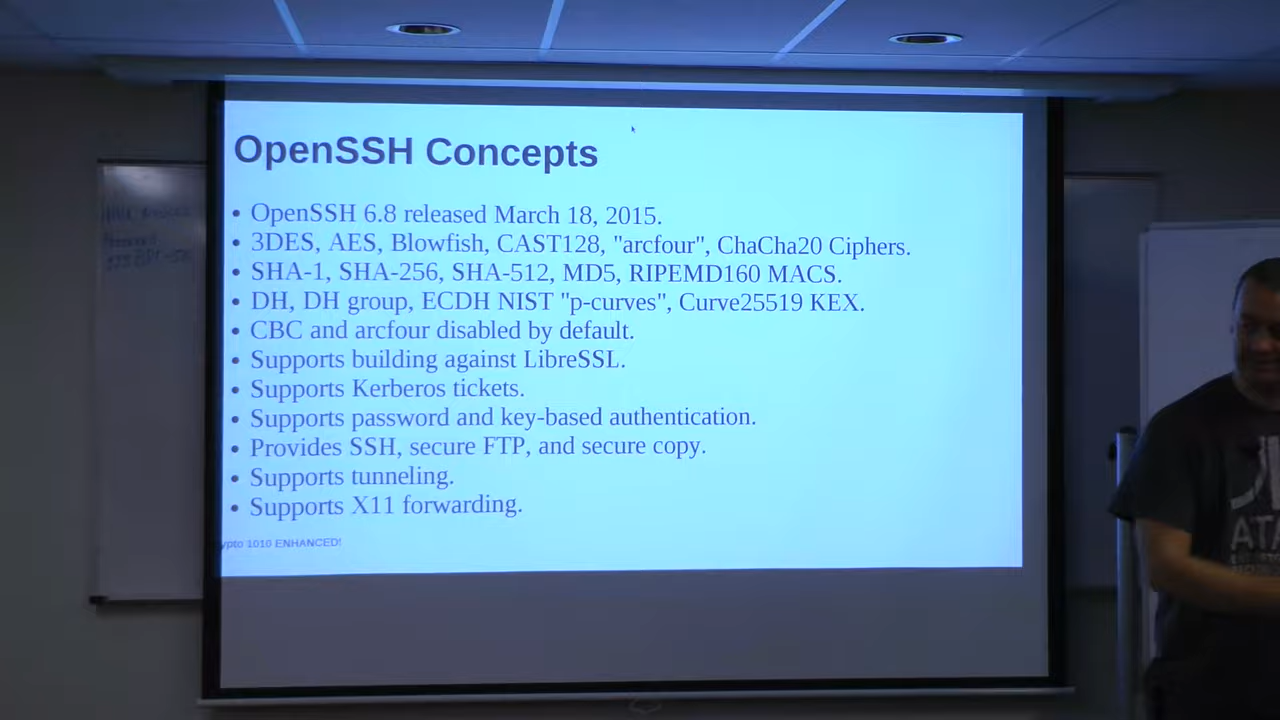 OpenSSH Concepts
• OpenSSH 6.8 released March 18, 2015.
• 3DES, AES, Blowfish, CAST128, "arcfour", ChaCha20 Ciphers.
• SHA-1, SHA-256, SHA-512, MD5, RIPEMD160 MACS.
• DH, DH group, ECDH NIST "p-curves", Curve25519 KEX.
• CBC and arcfour disabled by default.
• Supports building against LibreSSL.
• Supports Kerberos tickets.
• Supports password and key-based authentication.
• Provides SSH, secure FTP, and secure copy.
• Supports tunneling.
• Supports X11 forwarding.
ypto 1010 ENHANCED!
ATA